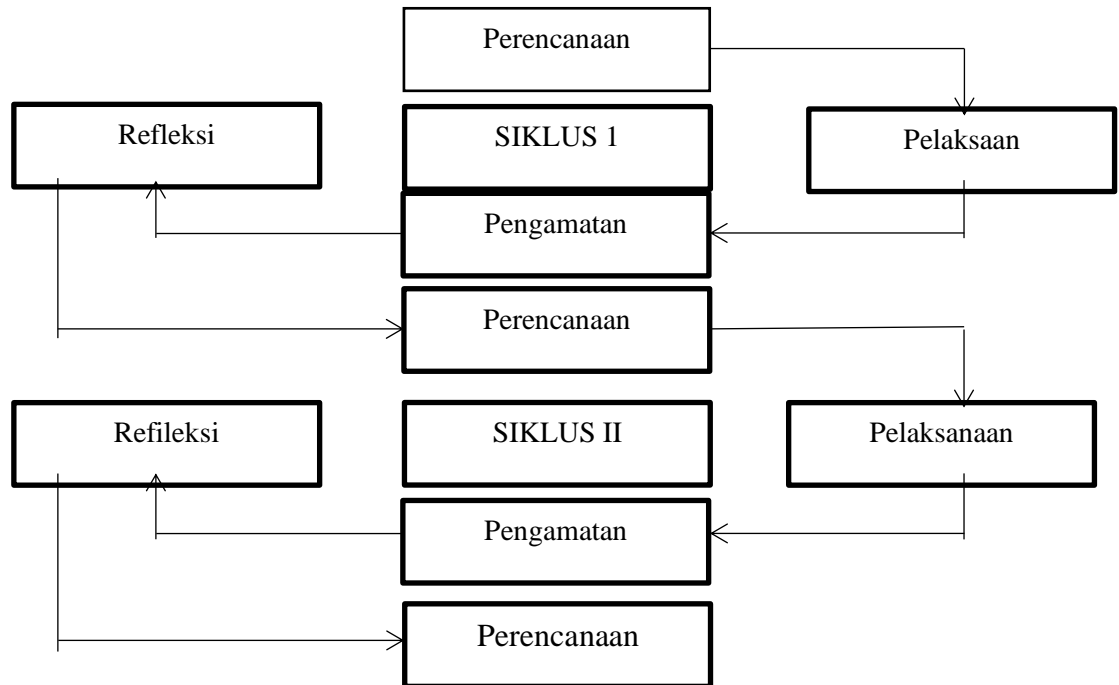 Perencanaan
Refleksi
SIKLUS 1
Pelaksaan
Pengamatan
Perencanaan
Refileksi
SIKLUS II
Pelaksanaan
Pengamatan
Perencanaan